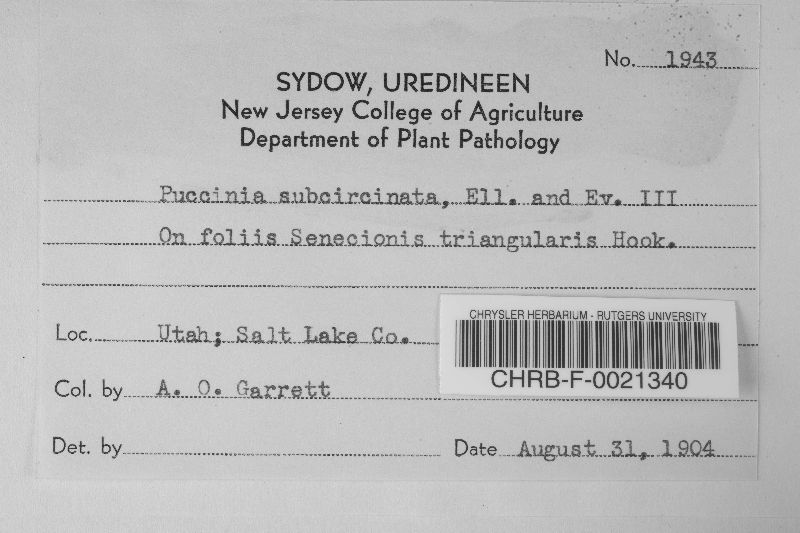 No. 1943
SYDOW, UREDINEEN
New Jersey College of Agriculture
Department of Plant Pathology
Puccinia subcircinata, Ell. and Ev. III
On foliis Senecionis triangularis Hook.
Loc. Utah; Salt Lake Co.
CHRYSLER HERBARIUM - RUTGERS UNIVERSITY
CHRB-F-0021340
Col. by A. O. Garrett
Det. by
Date August 31, 1904